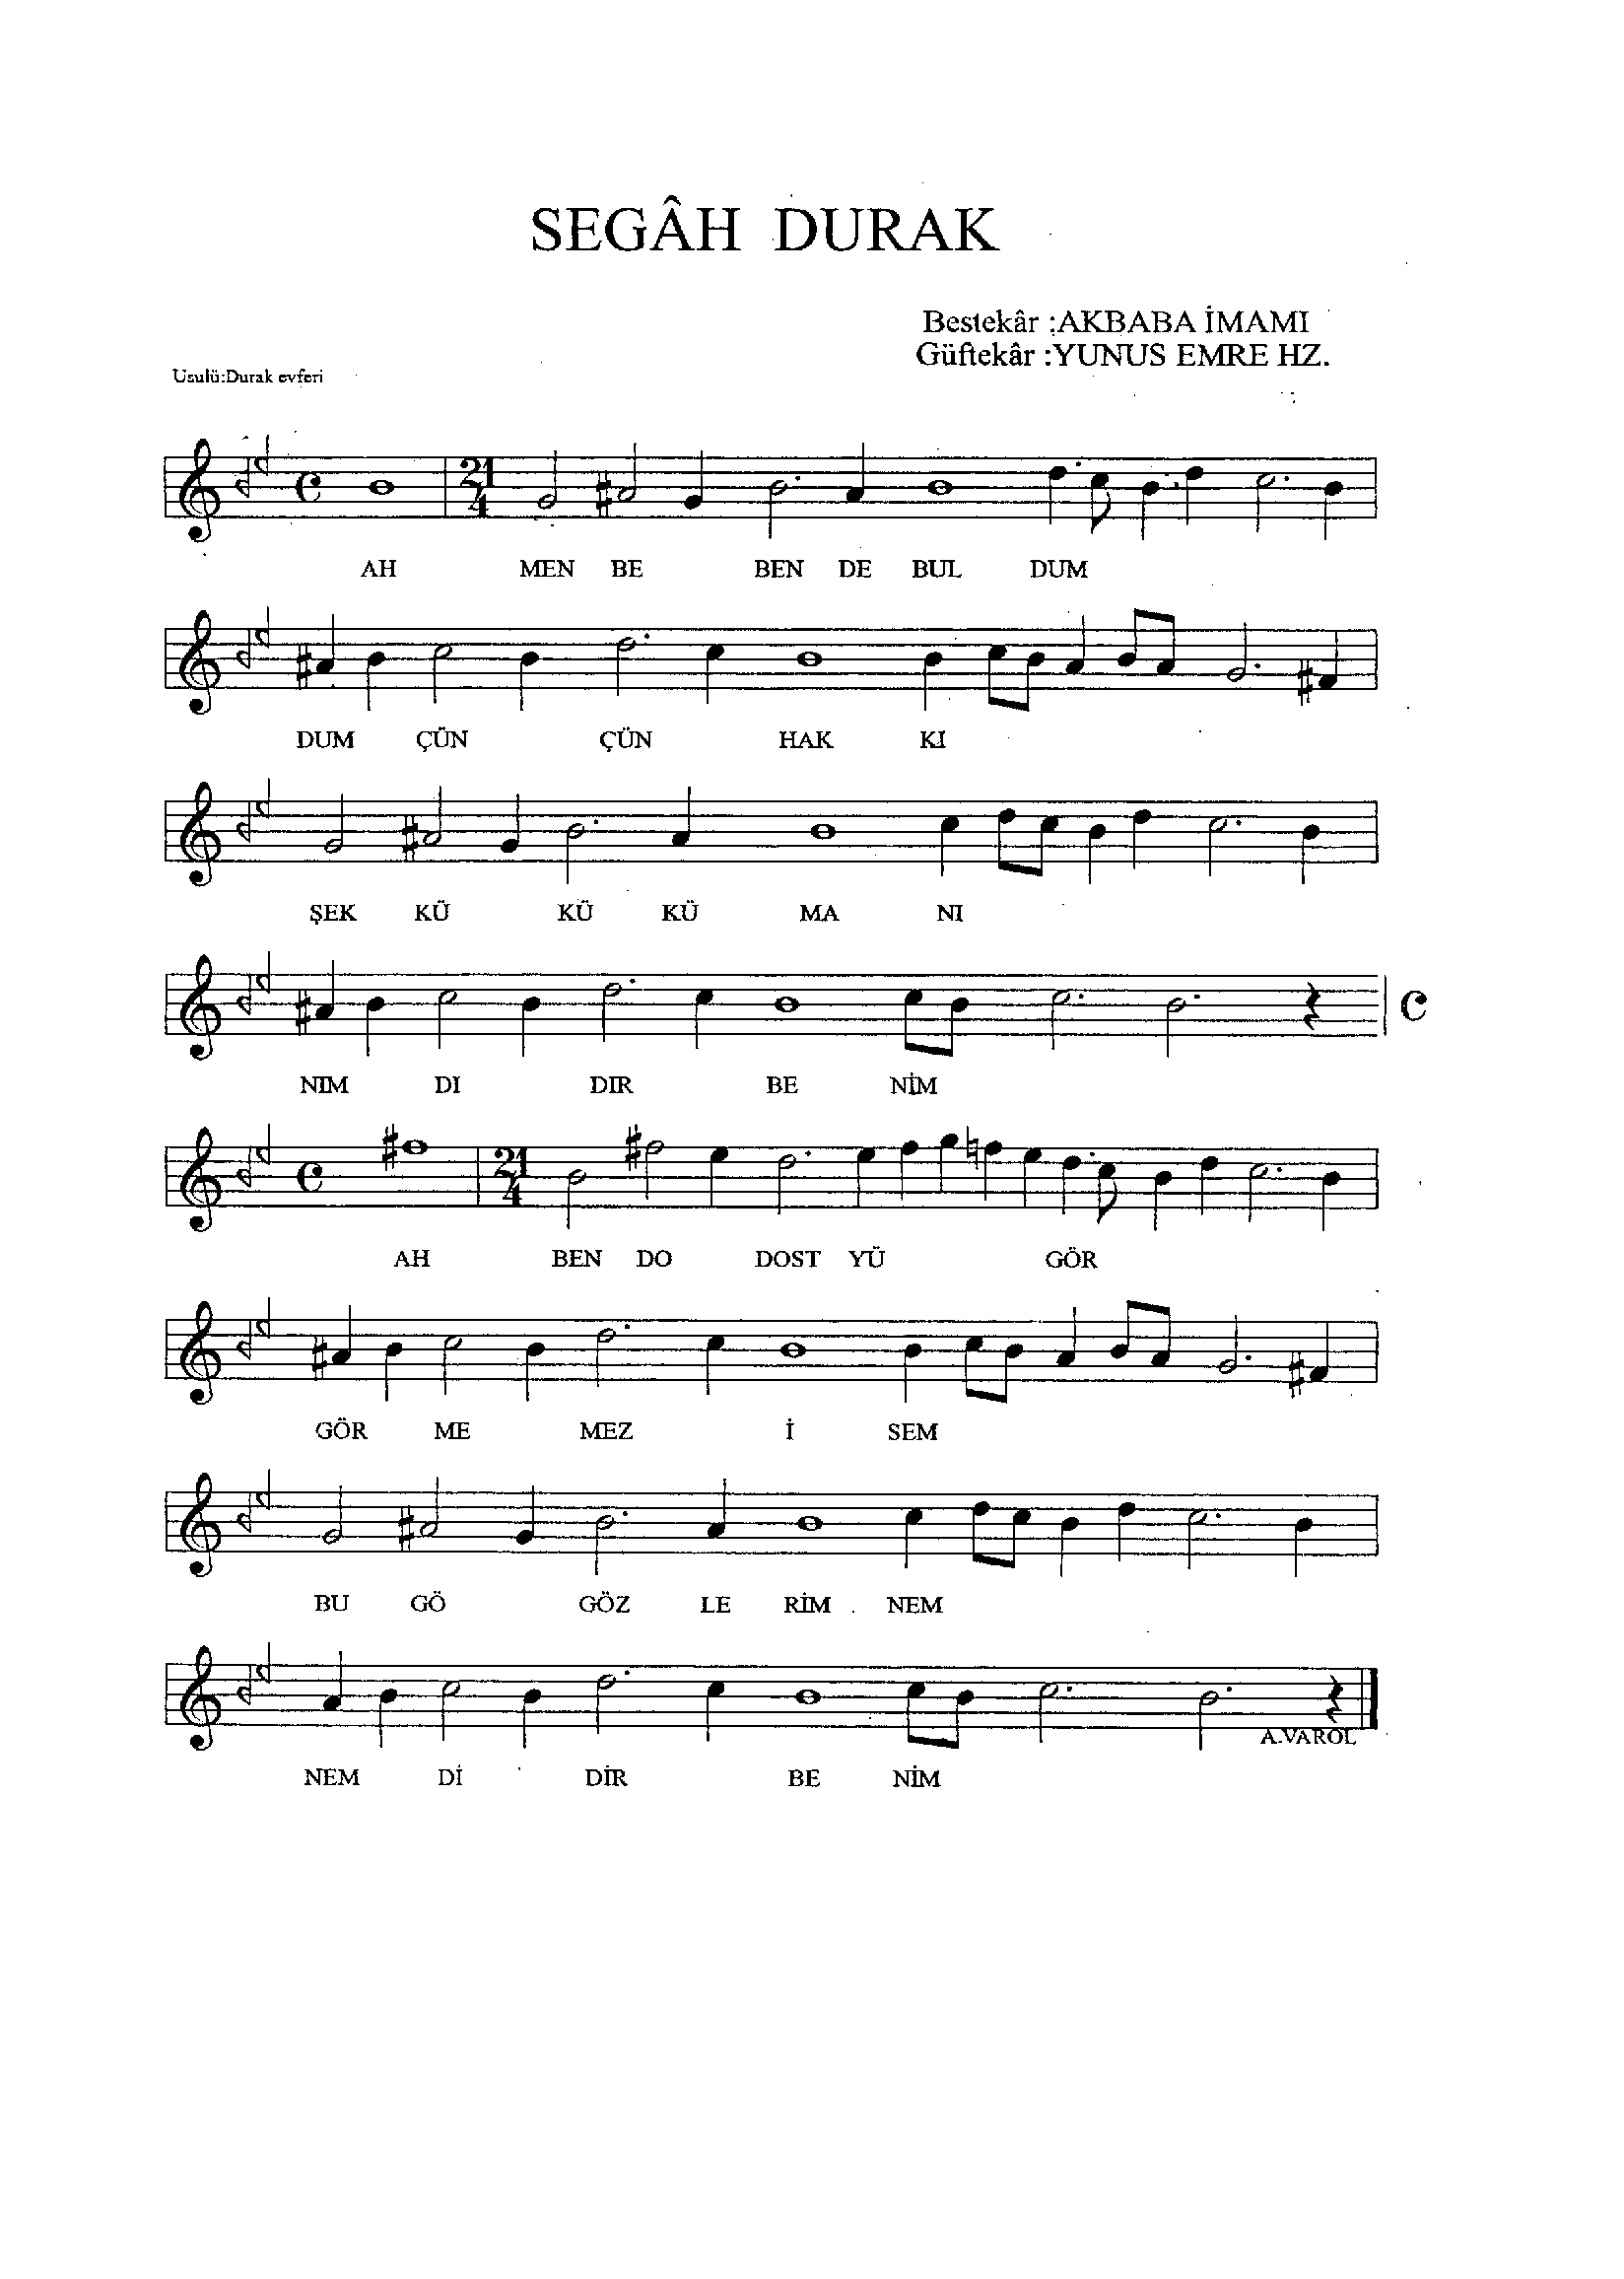 SEGÂH DURAK
Bestekâr :AKBABA İMAMI
Güftekâr :YUNUS EMRE HZ.
Usulü:Durak evferi
21
4
AH MEN BE BEN DE BUL DUM
DUM ÇÜN ÇÜN HAK KI
ŞEK KÜ KÜ KÜ MA NI
NIM DI DIR BE NİM
21
4
AH BEN DO DOST YÜ GÖR
GÖR ME MEZ İ SEM
BU GÖ GÖZ LE RİM NEM
A.VAROL
NEM Dİ DİR BE NİM